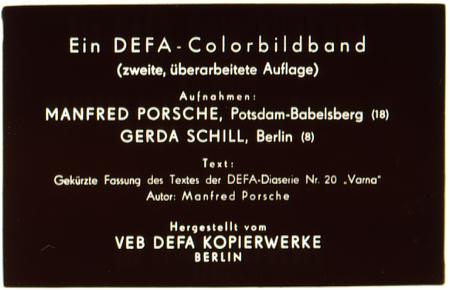 Ein DEFA-Colorbildband
(zweite, überarbeitete Auflage)
Aufnahmen:
MANFRED PORSCHE, Potsdam-Babelsberg (18)
GERDA SCHILL, Berlin (8)
Text:
Gekürzte Fassung des Textes der DEFA-Diaserie Nr. 20 „Varna"
Autor: Manfred Porsche
Hergestellt vom
VEB DEFA KOPIERWERKE
BERLIN